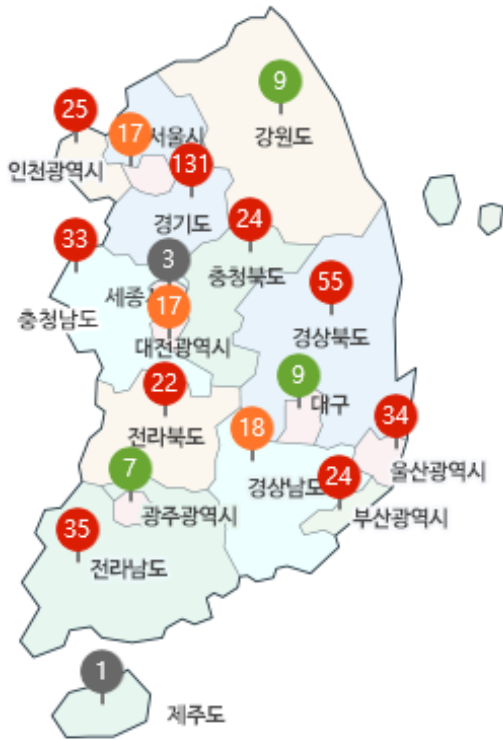 9
강원도
25
17
서울시
인천광역시
131
경기도
24
충청북도
33
충청남도
3
세종시
17
대전광역시
55
경상북도
22
전라북도
9
대구
18
경상남도
34
울산광역시
24
부산광역시
7
광주광역시
35
전라남도
1
제주도